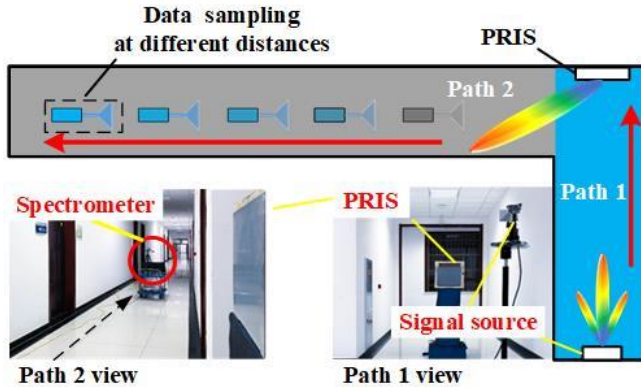 Data sampling
at different distances
PRIS
Path 2
Path 1
Spectrometer
PRIS
Signal source
Path 2 view
Path 1 view